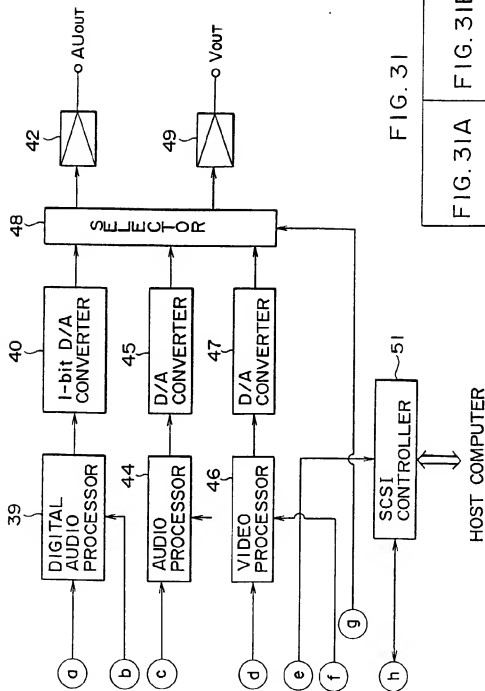 a
39
DIGITAL
AUDIO
PROCESSOR
40
1-bit D/A
CONVERTER
48
SELECTOR
42
AUOUT
b
c
44
AUDIO
PROCESSOR
45
D/A
CONVERTER
49
VOUT
d
46
VIDEO
PROCESSOR
47
D/A
CONVERTER
e
f
g
h
SCSI
CONTROLLER
51
HOST COMPUTER
FIG. 31
FIG. 31A
FIG. 31B